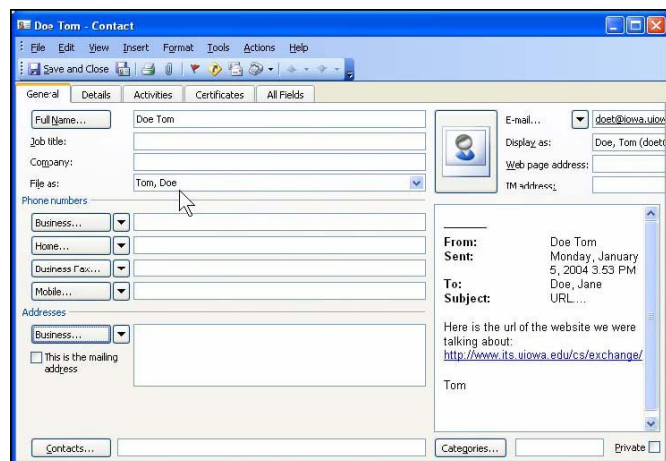 Doe Tom - Contact
File Edit View Insert Format Tools Actions Help
Save and Close
General Details Activities Certificates All Fields
Full Name... Doe Tom
Job title:
Company:
File as: Tom, Doe
E-mail... doet@iowa.uiow
Display as: Doe, Tom (doet
Web page address:
IM address:
Phone numbers
Business...
Home...
Business Fax...
Mobile...
Addresses
Business...
This is the mailing
address
From: Doe Tom
Sent: Monday, January
5, 2004 3:53 PM
To: Doe, Jane
Subject: URL....
Here is the url of the website we were
talking about:
http://www.its.uiowa.edu/cs/exchange/
Tom
Contacts...
Categories...
Private